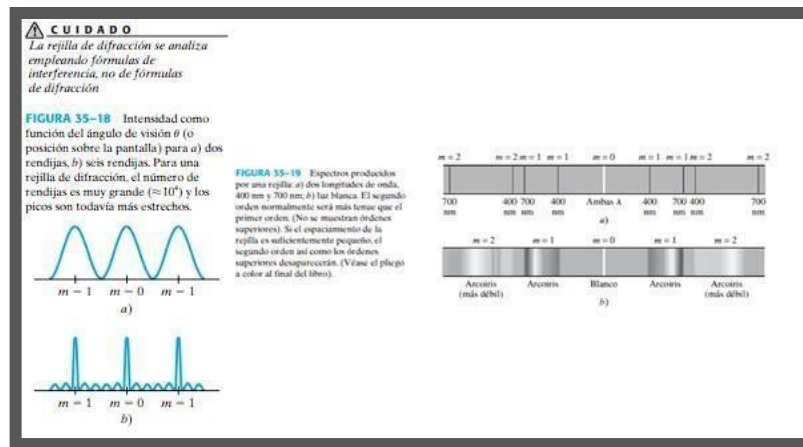 CUIDADO
La rejilla de difracción se analiza
empleando fórmulas de
interferencia, no de fórmulas
de difracción
FIGURA 35–18 Intensidad como
función del ángulo de visión θ (o
posición sobre la pantalla) para a) dos
rendijas, b) seis rendijas. Para una
rejilla de difracción, el número de
rendijas es muy grande (≈ 10⁴) y los
picos son todavía más estrechos.
m = 1 m = 0 m = 1
a)
m = 1 m = 0 m = 1
b)
FIGURA 35–19 Espectros producidos
por una rejilla: a) dos longitudes de onda,
400 nm y 700 nm; b) luz blanca. El segundo
orden normalmente será más tenue que el
primer orden. (No se muestran órdenes
superiores). Si el espaciamiento de la
rejilla es suficientemente pequeño, el
segundo orden así como los órdenes
superiores desaparecerán. (Véase el pliego
a color al final del libro).
m = 2 m = 2 m = 1 m = 1 m = 0 m = 1 m = 1 m = 2 m = 2
700 400 700 400 Ambas λ 400 700 400 700
nm nm nm nm nm nm nm nm
a)
m = 2 m = 1 m = 0 m = 1 m = 2
Arcoiris Arcoiris Blanco Arcoiris Arcoiris
(más débil) (más débil)
b)